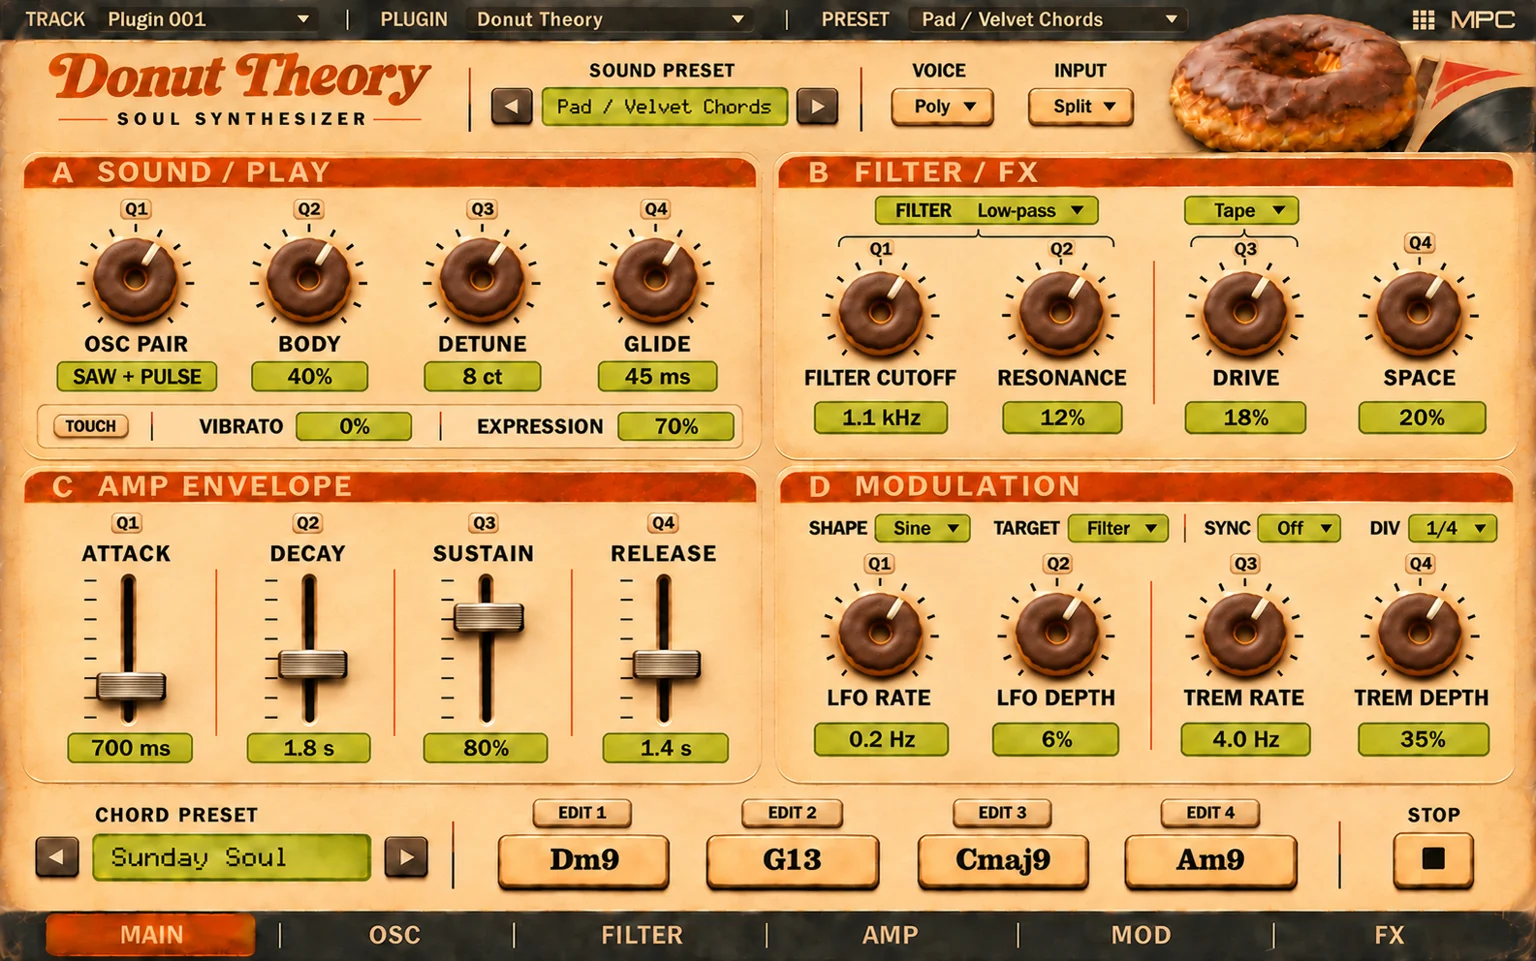 TRACK Plugin 001 PLUGIN Donut Theory PRESET Pad / Velvet Chords MPC
Donut Theory
SOUL SYNTHESIZER
SOUND PRESET
Pad / Velvet Chords
VOICE
Poly
INPUT
Split
A SOUND / PLAY
Q1 Q2 Q3 Q4
OSC PAIR BODY DETUNE GLIDE
SAW + PULSE 40% 8 ct 45 ms
TOUCH VIBRATO 0% EXPRESSION 70%
B FILTER / FX
FILTER Low-pass Tape
Q1 Q2 Q3 Q4
FILTER CUTOFF RESONANCE DRIVE SPACE
1.1 kHz 12% 18% 20%
C AMP ENVELOPE
Q1 Q2 Q3 Q4
ATTACK DECAY SUSTAIN RELEASE
700 ms 1.8 s 80% 1.4 s
D MODULATION
SHAPE Sine TARGET Filter SYNC Off DIV 1/4
Q1 Q2 Q3 Q4
LFO RATE LFO DEPTH TREM RATE TREM DEPTH
0.2 Hz 6% 4.0 Hz 35%
CHORD PRESET
Sunday Soul
EDIT 1 EDIT 2 EDIT 3 EDIT 4
Dm9 G13 Cmaj9 Am9
STOP
MAIN OSC FILTER AMP MOD FX